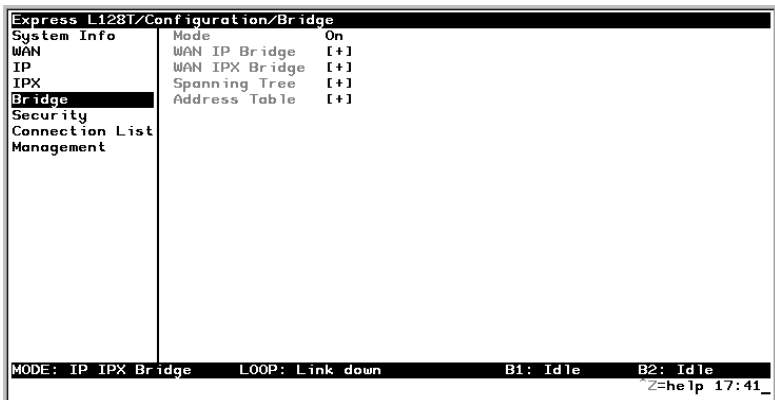 Express L128T/Configuration/Bridge
System Info Mode On
WAN WAN IP Bridge [+]
IP WAN IPX Bridge [+]
IPX Spanning Tree [+]
Bridge Address Table [+]
Security
Connection List
Management
MODE: IP IPX Bridge LOOP: Link down B1: Idle B2: Idle
^Z=help 17:41_